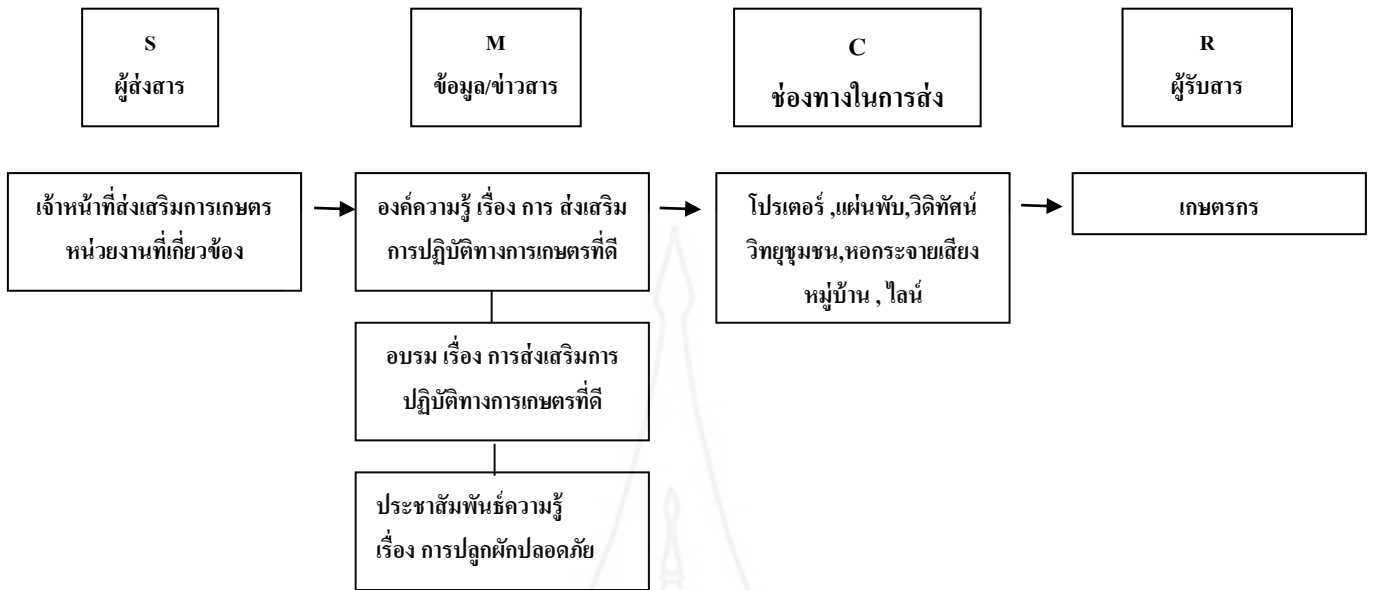 S
ผู้ส่งสาร
M
ข้อมูล/ข่าวสาร
C
ช่องทางในการส่ง
R
ผู้รับสาร
เจ้าหน้าที่ส่งเสริมการเกษตร
หน่วยงานที่เกี่ยวข้อง
องค์ความรู้ เรื่อง การ ส่งเสริม
การปฏิบัติทางการเกษตรที่ดี
โปรเตอร์ ,แผ่นพับ,วิดิทัศน์
วิทยุชุมชน,หอกระจายเสียง
หมู่บ้าน , ไลน์
เกษตรกร
อบรม เรื่อง การส่งเสริมการ
ปฏิบัติทางการเกษตรที่ดี
ประชาสัมพันธ์ความรู้
เรื่อง การปลูกผักปลอดภัย